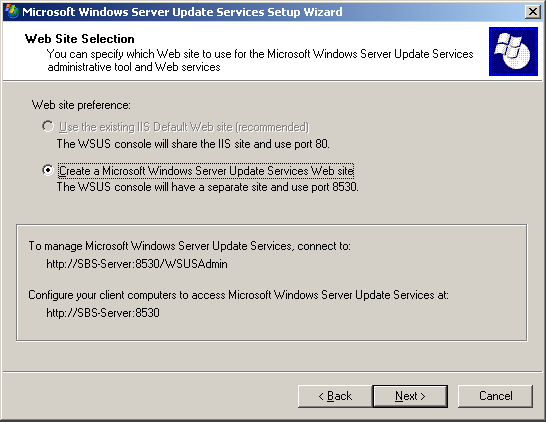 Microsoft Windows Server Update Services Setup Wizard
Web Site Selection
You can specify which Web site to use for the Microsoft Windows Server Update Services
administrative tool and Web services
Web site preference:
Use the existing IIS Default Web site (recommended)
The WSUS console will share the IIS site and use port 80.
Create a Microsoft Windows Server Update Services Web site
The WSUS console will have a separate site and use port 8530.
To manage Microsoft Windows Server Update Services, connect to:
http://SBS-Server:8530/WSUSAdmin
Configure your client computers to access Microsoft Windows Server Update Services at:
http://SBS-Server:8530
< Back
Next >
Cancel